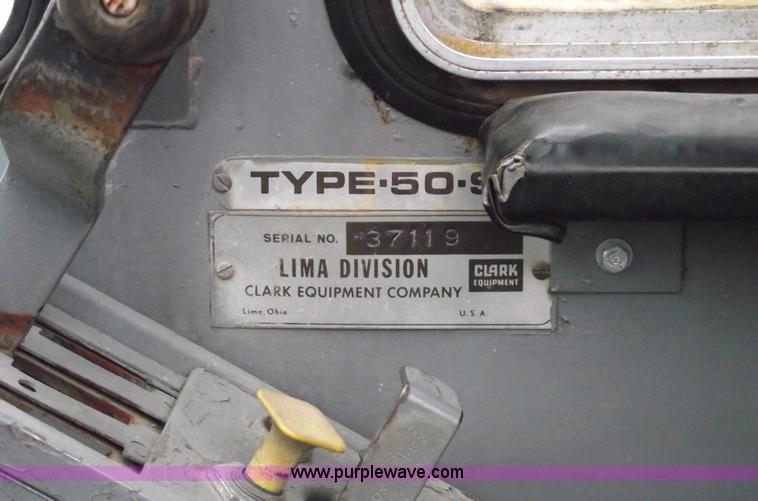 TYPE•50•
SERIAL NO. 37119
LIMA DIVISION
CLARK EQUIPMENT COMPANY
CLARK
EQUIPMENT
Lima, Ohio U.S.A.
www.purplewave.com